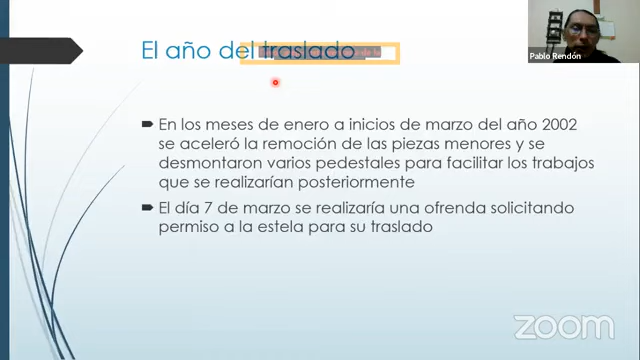 El año del traslado
Pablo Rendón
En los meses de enero a inicios de marzo del año 2002
se aceleró la remoción de las piezas menores y se
desmontaron varios pedestales para facilitar los trabajos
que se realizarían posteriormente
El día 7 de marzo se realizaría una ofrenda solicitando
permiso a la estela para su traslado
zoom